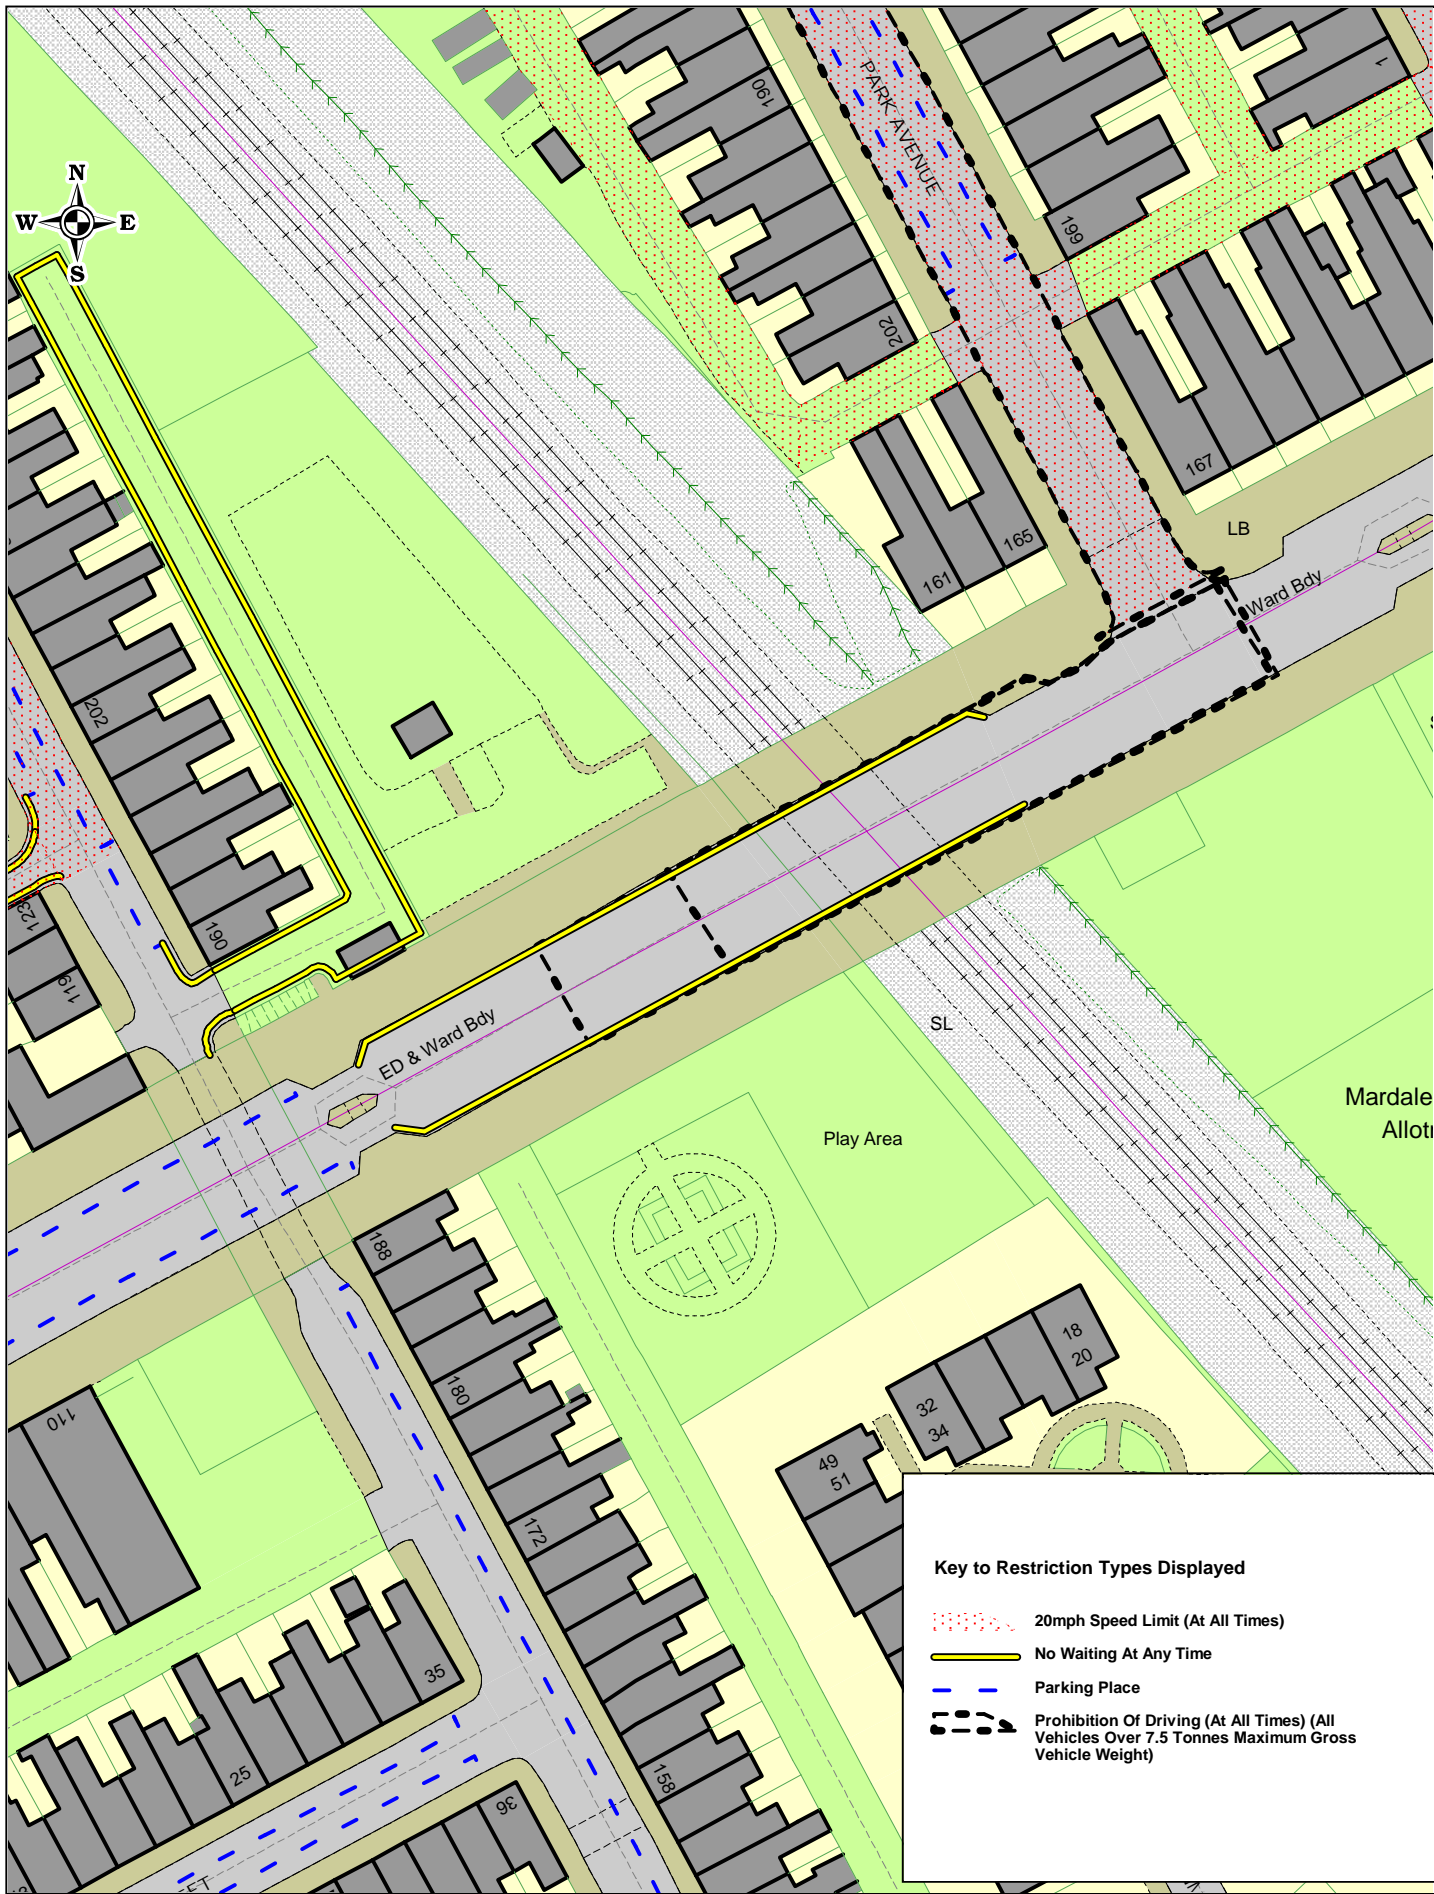 190
PARK AVENUE
1
N
W E
S
199
202
167
LB
165
161
Ward Bdy
202
190
123
119
ED & Ward Bdy
SL
Play Area
Mardale
Allot
188
18
20
180
32
34
110
49
51
172
Key to Restriction Types Displayed
20mph Speed Limit (At All Times)
No Waiting At Any Time
Parking Place
Prohibition Of Driving (At All Times) (All
Vehicles Over 7.5 Tonnes Maximum Gross
Vehicle Weight)
35
25
158
36